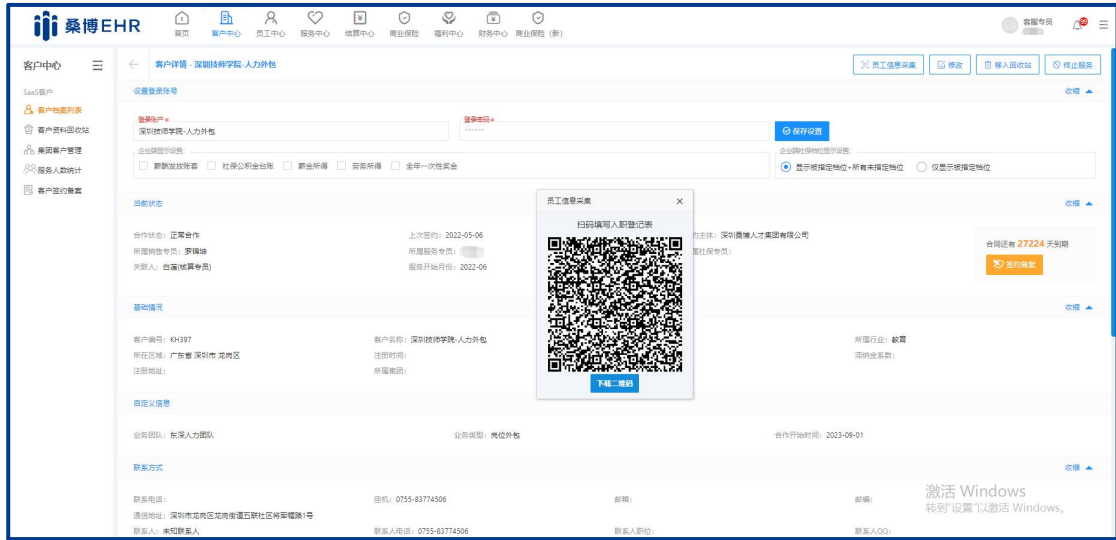 桑博EHR
首页 客户中心 员工中心 服务中心 结算中心 商业保险 福利中心 财务中心 商业保险（新）
客服专员
99
客户中心
SaaS客户
客户档案列表
客户资料回收站
集团客户管理
服务人数统计
客户签约备案
客户详情 - 深圳技师学院-人力外包
员工信息采集 修改 移入回收站 终止服务
设置登录账号 收缩
登录账户* 登录密码*
深圳技师学院-人力外包 ······ 保存设置
企业端显示设置: 企业端社保档位显示设置:
薪酬发放账套 社保公积金台账 薪金所得 劳务所得 全年一次性奖金 显示被指定档位+所有未指定档位 仅显示被指定档位
当前状态 收缩
合作状态: 正常合作 上次签约: 2022-05-06 主体: 深圳桑博人才集团有限公司
所属销售专员: 罗锦坤 所属服务专员: 社保专员:
关联人: 白莲(核算专员) 服务开始月份: 2022-06
合同还有 27224 天到期
签约备案
员工信息采集 ×
扫码填写入职登记表
下载二维码
基础情况 收缩
客户编号: KH397 客户名称: 深圳技师学院-人力外包 所属行业: 教育
所在区域: 广东省 深圳市 龙岗区 注册时间: 滞纳金系数:
注册地址: 所属集团:
自定义信息
业务团队: 东深人力团队 业务类型: 岗位外包 合作开始时间: 2023-09-01
联系方式 收缩
联系电话: 座机: 0755-83774506 邮箱: 邮编:
通信地址: 深圳市龙岗区龙岗街道五联社区将军帽路1号
联系人: 未知联系人 联系人电话: 0755-83774506 联系人职位: 联系人QQ:
激活 Windows
转到"设置"以激活 Windows。